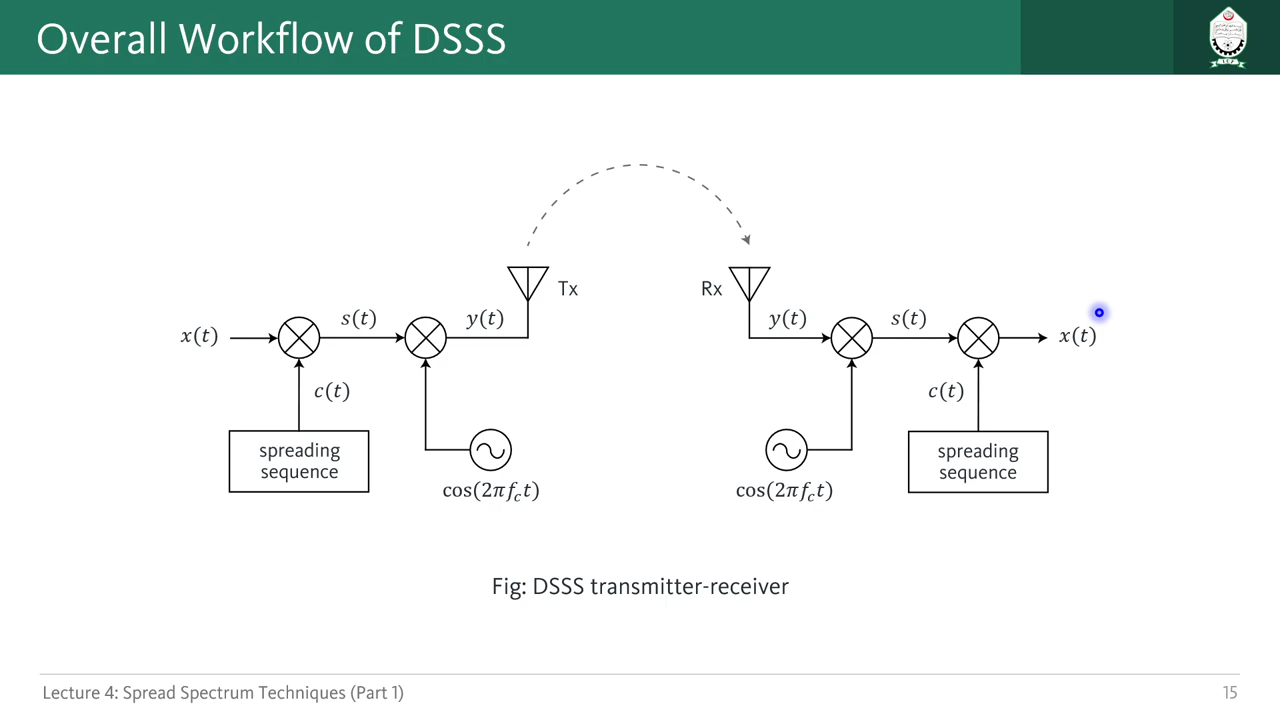 Overall Workflow of DSSS
Tx
Rx
x(t)
s(t)
y(t)
y(t)
s(t)
x(t)
c(t)
c(t)
spreading
sequence
spreading
sequence
cos(2πf_c t)
cos(2πf_c t)
Fig: DSSS transmitter-receiver
Lecture 4: Spread Spectrum Techniques (Part 1)
15